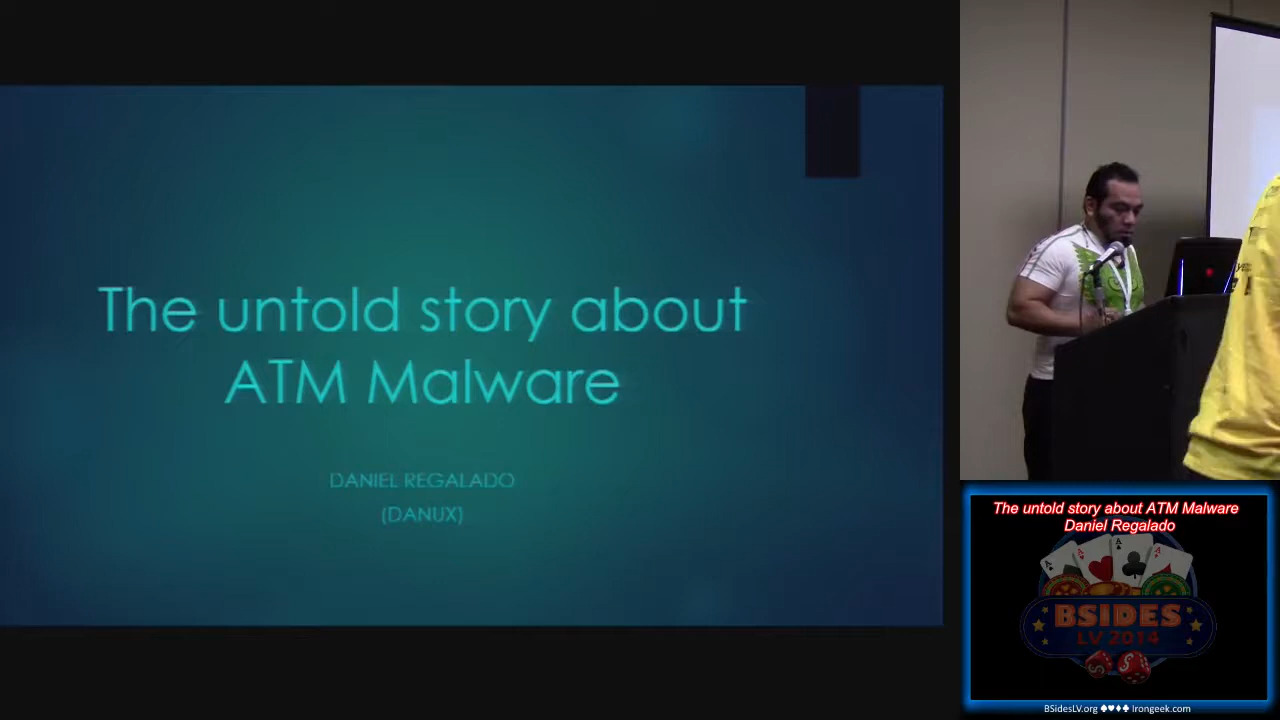 The untold story about
ATM Malware
DANIEL REGALADO
(DANUX)
The untold story about ATM Malware
Daniel Regalado
A
A
A
A
BSIDES
LV 2014
BSidesLV.org ♠♥♦♣ Irongeek.com